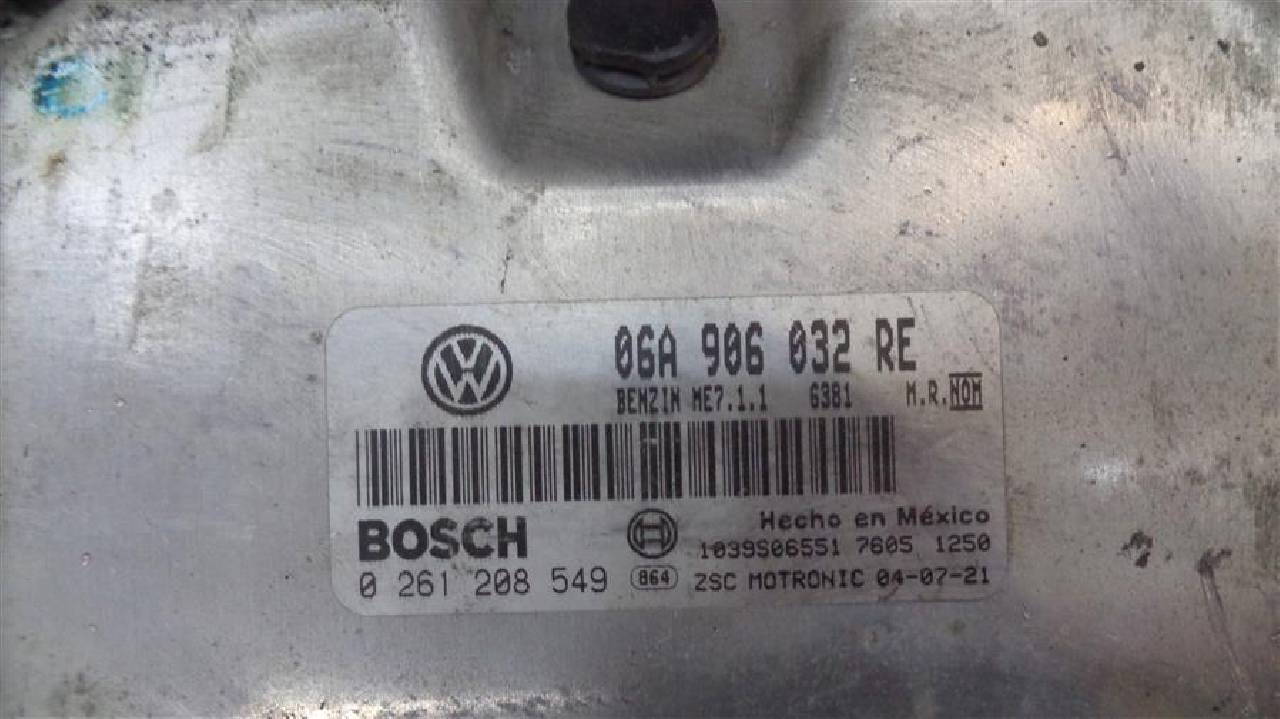 06A 906 032 RE
BENZIN ME7.1.1 6381 M.R. NOM
BOSCH
Hecho en México
1039S06551 7605 1250
0 261 208 549 864 ZSC MOTRONIC 04-07-21